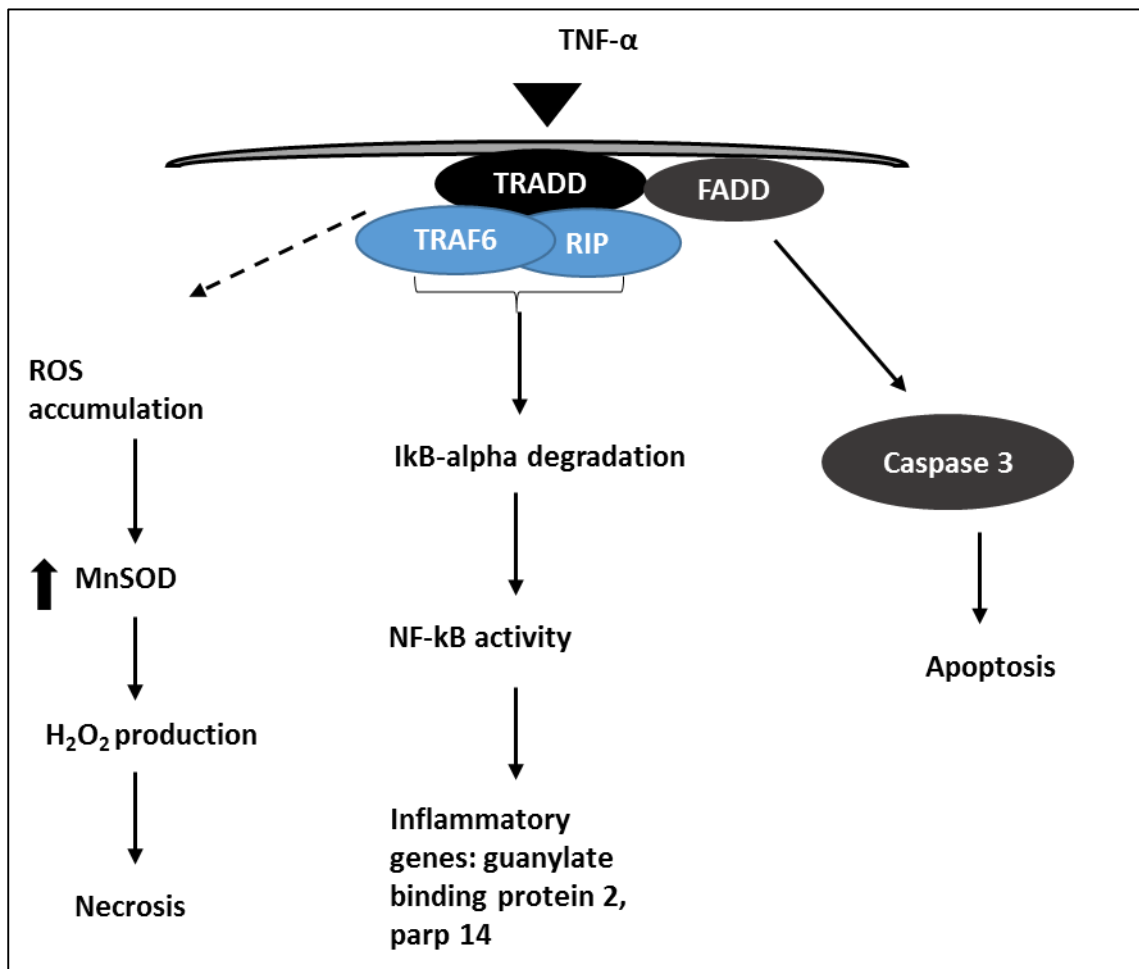 TNF-α
TRADD
FADD
TRAF6
RIP
ROS
accumulation
MnSOD
H₂O₂ production
Necrosis
IkB-alpha degradation
NF-kB activity
Inflammatory
genes: guanylate
binding protein 2,
parp 14
Caspase 3
Apoptosis